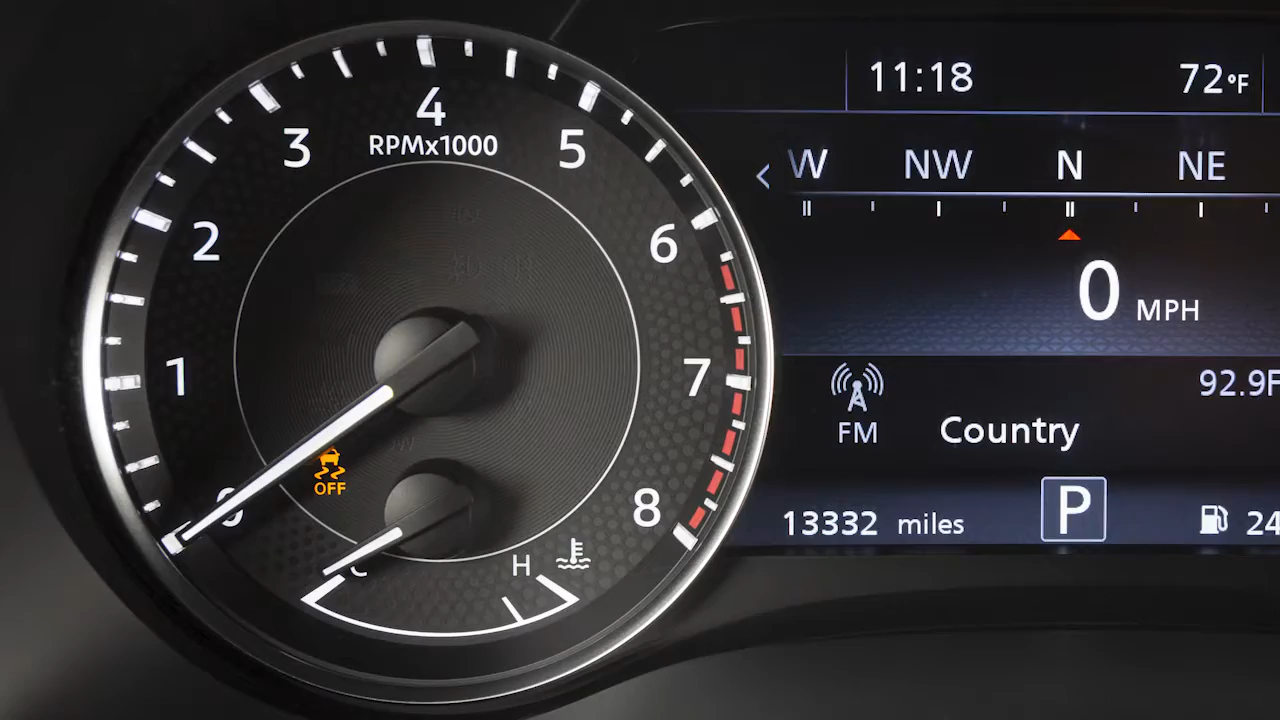 11:18
72°F
4
3
RPMx1000
5
W NW N NE
2
6
0 MPH
1
7
92.9F
FM
Country
OFF
0
8
13332 miles
P
24
C
H